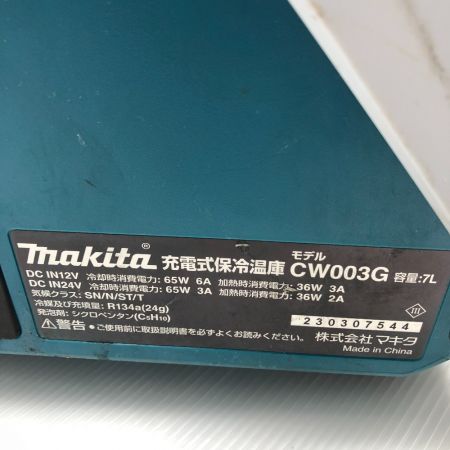 makita® 充電式保冷温庫 モデル CW003G 容量:7L
DC IN12V 冷却時消費電力: 65W 6A 加熱時消費電力: 36W 3A
DC IN24V 冷却時消費電力: 65W 3A 加熱時消費電力: 36W 2A
気候クラス: SN/N/ST/T
冷媒及び充填量: R134a(24g)
発泡剤: シクロペンタン(C5H10)
⚠警告 ●ご使用前に取扱説明書を必ずよくお読みください。
230307544
株式会社 マキタ
Made in China